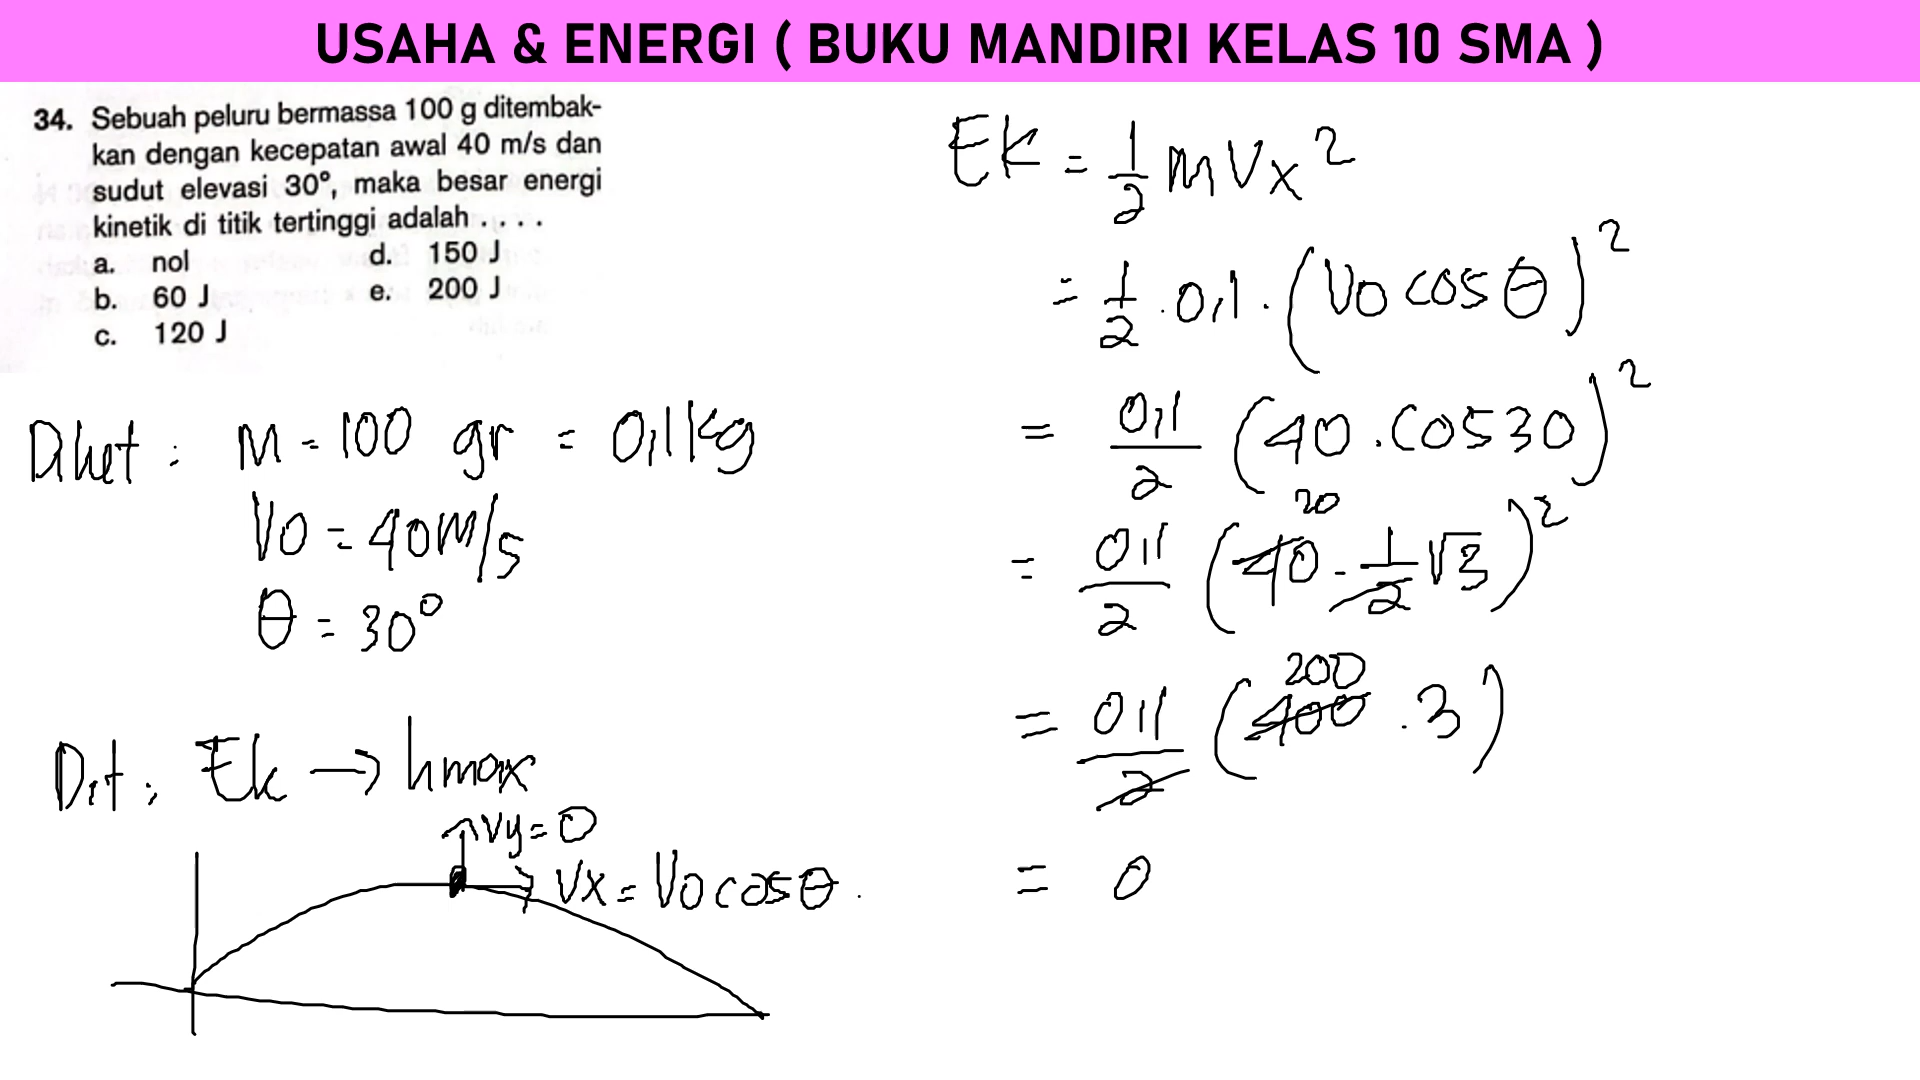 USAHA & ENERGI ( BUKU MANDIRI KELAS 10 SMA )
34. Sebuah peluru bermassa 100 g ditembak-
kan dengan kecepatan awal 40 m/s dan
sudut elevasi 30°, maka besar energi
kinetik di titik tertinggi adalah . . . .
a. nol
b. 60 J
c. 120 J
d. 150 J
e. 200 J
Dket : m = 100 gr = 0,1 kg
Vo = 40 m/s
θ = 30°
Dit : Ek → hmax
Vy = 0
Vx = Vo cos θ .
Ek = 1/2 m Vx²
= 1/2 . 0,1 . (Vo cos θ)²
= 0,1/2 (40 . cos 30)²
20
= 0,1/2 (40 . 1/2 √3)²
200
= 0,1/2 (400 . 3)
= 0